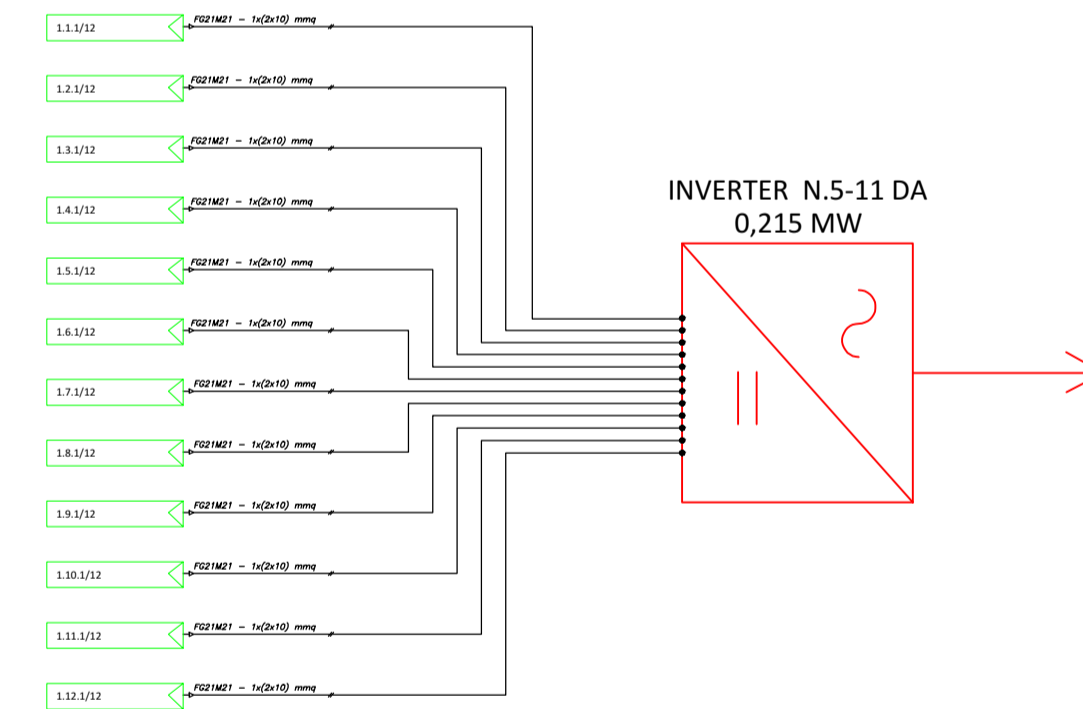 1.1.1/12 FG21M21 - 1x(2x10) mmq
1.2.1/12 FG21M21 - 1x(2x10) mmq
1.3.1/12 FG21M21 - 1x(2x10) mmq
INVERTER N.5-11 DA
0,215 MW
1.4.1/12 FG21M21 - 1x(2x10) mmq
1.5.1/12 FG21M21 - 1x(2x10) mmq
1.6.1/12 FG21M21 - 1x(2x10) mmq
1.7.1/12 FG21M21 - 1x(2x10) mmq
1.8.1/12 FG21M21 - 1x(2x10) mmq
1.9.1/12 FG21M21 - 1x(2x10) mmq
1.10.1/12 FG21M21 - 1x(2x10) mmq
1.11.1/12 FG21M21 - 1x(2x10) mmq
1.12.1/12 FG21M21 - 1x(2x10) mmq